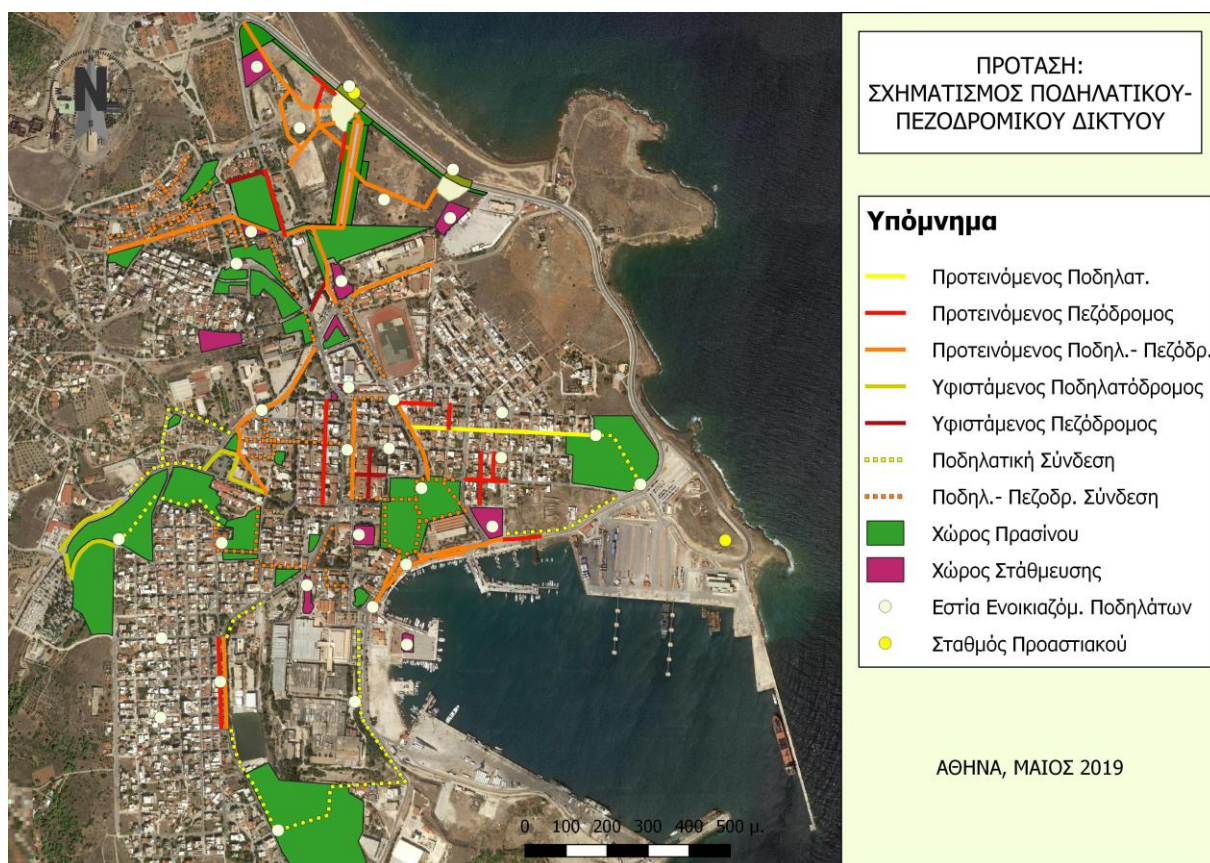 N
ΠΡΟΤΑΣΗ:
ΣΧΗΜΑΤΙΣΜΟΣ ΠΟΔΗΛΑΤΙΚΟΥ-
ΠΕΖΟΔΡΟΜΙΚΟΥ ΔΙΚΤΥΟΥ
Υπόμνημα
Προτεινόμενος Ποδηλατ.
Προτεινόμενος Πεζόδρομος
Προτεινόμενος Ποδηλ.- Πεζόδρ.
Υφιστάμενος Ποδηλατόδρομος
Υφιστάμενος Πεζόδρομος
Ποδηλατική Σύνδεση
Ποδηλ.- Πεζοδρ. Σύνδεση
Χώρος Πρασίνου
Χώρος Στάθμευσης
Εστία Ενοικιαζόμ. Ποδηλάτων
Σταθμός Προαστιακού
ΑΘΗΝΑ, ΜΑΙΟΣ 2019
0 100 200 300 400 500 μ.